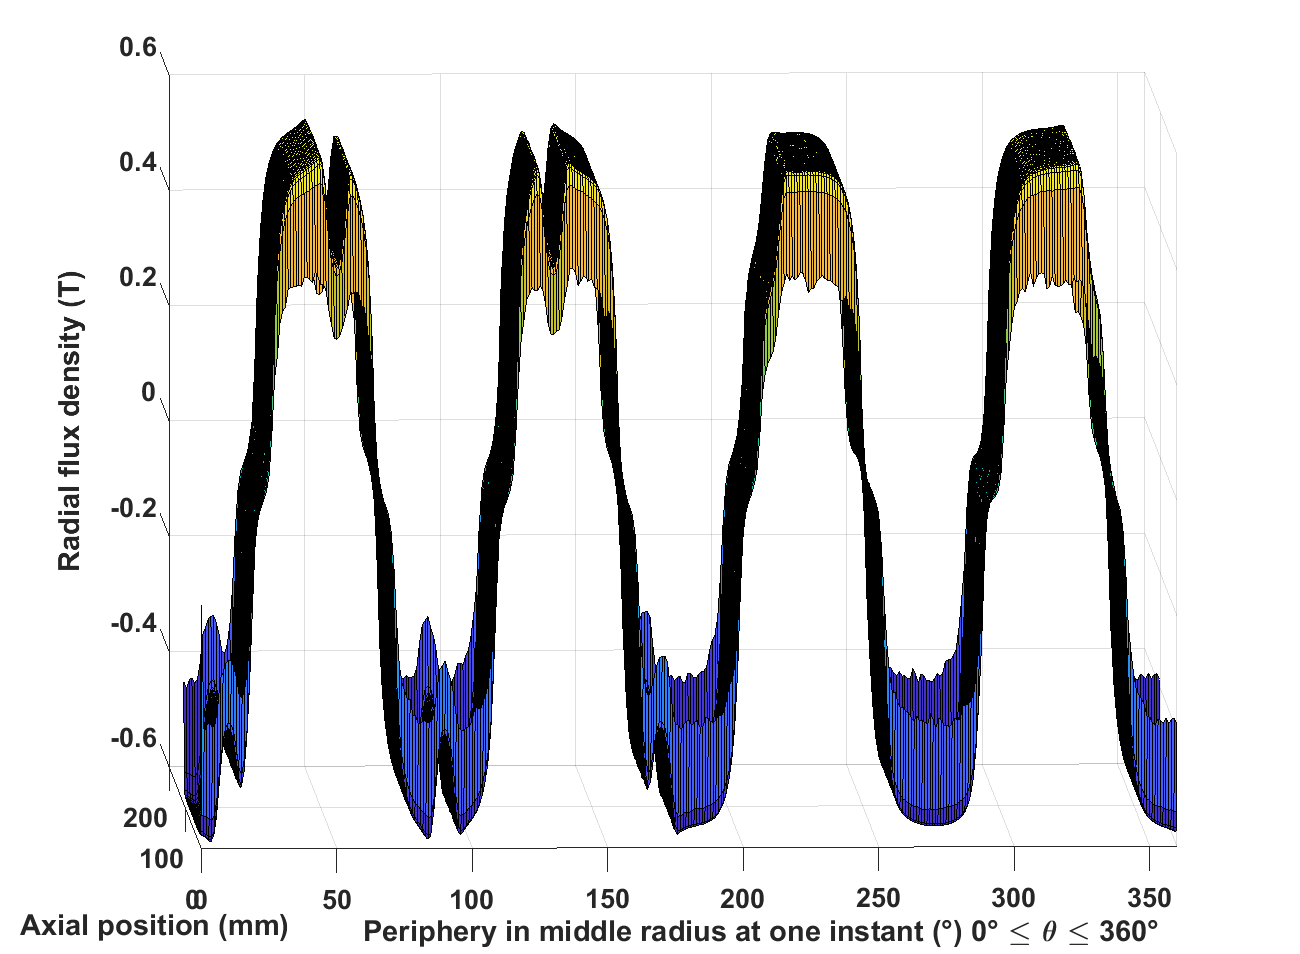 0.6
0.4
0.2
0
-0.2
-0.4
-0.6
Radial flux density (T)
200
100
0
0 50 100 150 200 250 300 350
Axial position (mm)
Periphery in middle radius at one instant (°) 0° ≤ θ ≤ 360°